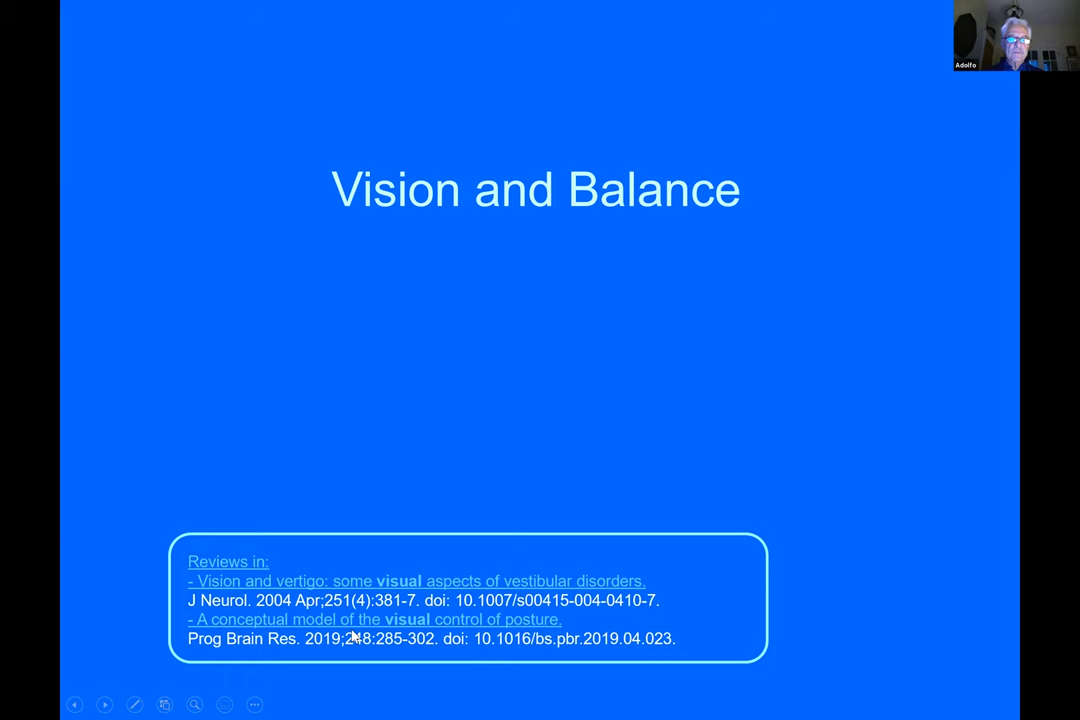 Adolfo
Vision and Balance
Reviews in:
- Vision and vertigo: some visual aspects of vestibular disorders.
J Neurol. 2004 Apr;251(4):381-7. doi: 10.1007/s00415-004-0410-7.
- A conceptual model of the visual control of posture.
Prog Brain Res. 2019;248:285-302. doi: 10.1016/bs.pbr.2019.04.023.